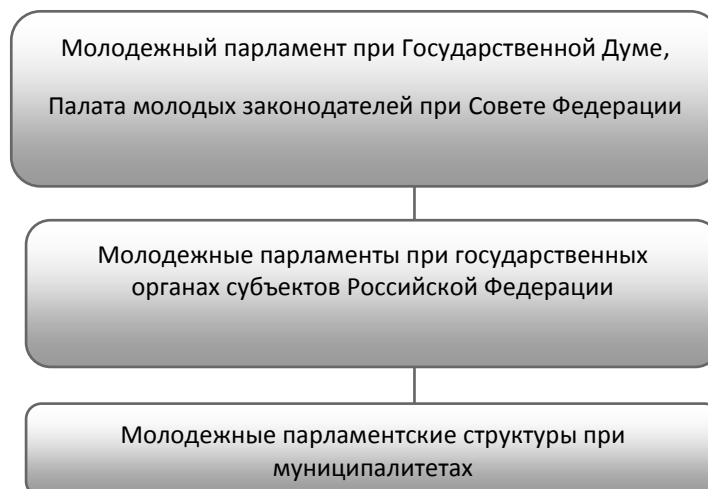 Молодежный парламент при Государственной Думе,
Палата молодых законодателей при Совете Федерации
Молодежные парламенты при государственных
органах субъектов Российской Федерации
Молодежные парламентские структуры при
муниципалитетах